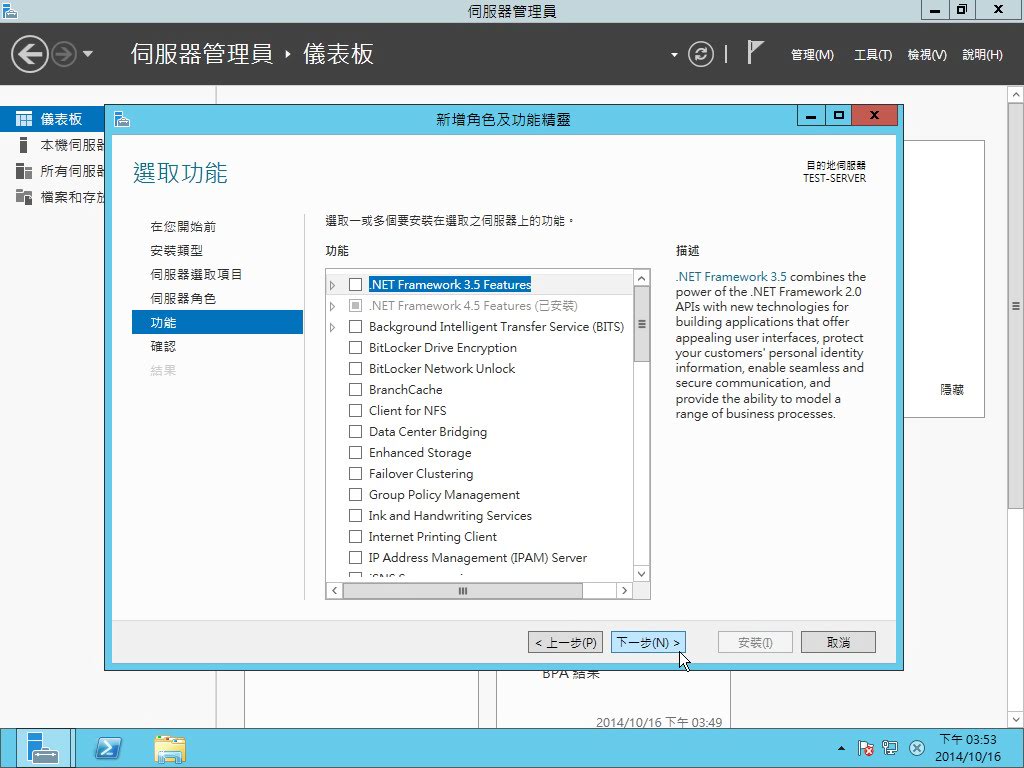 伺服器管理員
伺服器管理員 ‣ 儀表板
管理(M) 工具(T) 檢視(V) 說明(H)
儀表板
本機伺服器
所有伺服器
檔案和存放
新增角色及功能精靈
選取功能
目的地伺服器
TEST-SERVER
在您開始前
安裝類型
伺服器選取項目
伺服器角色
功能
確認
結果
選取一或多個要安裝在選取之伺服器上的功能。
功能
.NET Framework 3.5 Features
.NET Framework 4.5 Features (已安裝)
Background Intelligent Transfer Service (BITS)
BitLocker Drive Encryption
BitLocker Network Unlock
BranchCache
Client for NFS
Data Center Bridging
Enhanced Storage
Failover Clustering
Group Policy Management
Ink and Handwriting Services
Internet Printing Client
IP Address Management (IPAM) Server
描述
.NET Framework 3.5 combines the
power of the .NET Framework 2.0
APIs with new technologies for
building applications that offer
appealing user interfaces, protect
your customers' personal identity
information, enable seamless and
secure communication, and
provide the ability to model a
range of business processes.
隱藏
< 上一步(P) 下一步(N) > 安裝(I) 取消
BPA 結果
2014/10/16 下午 03:49
下午 03:53
2014/10/16